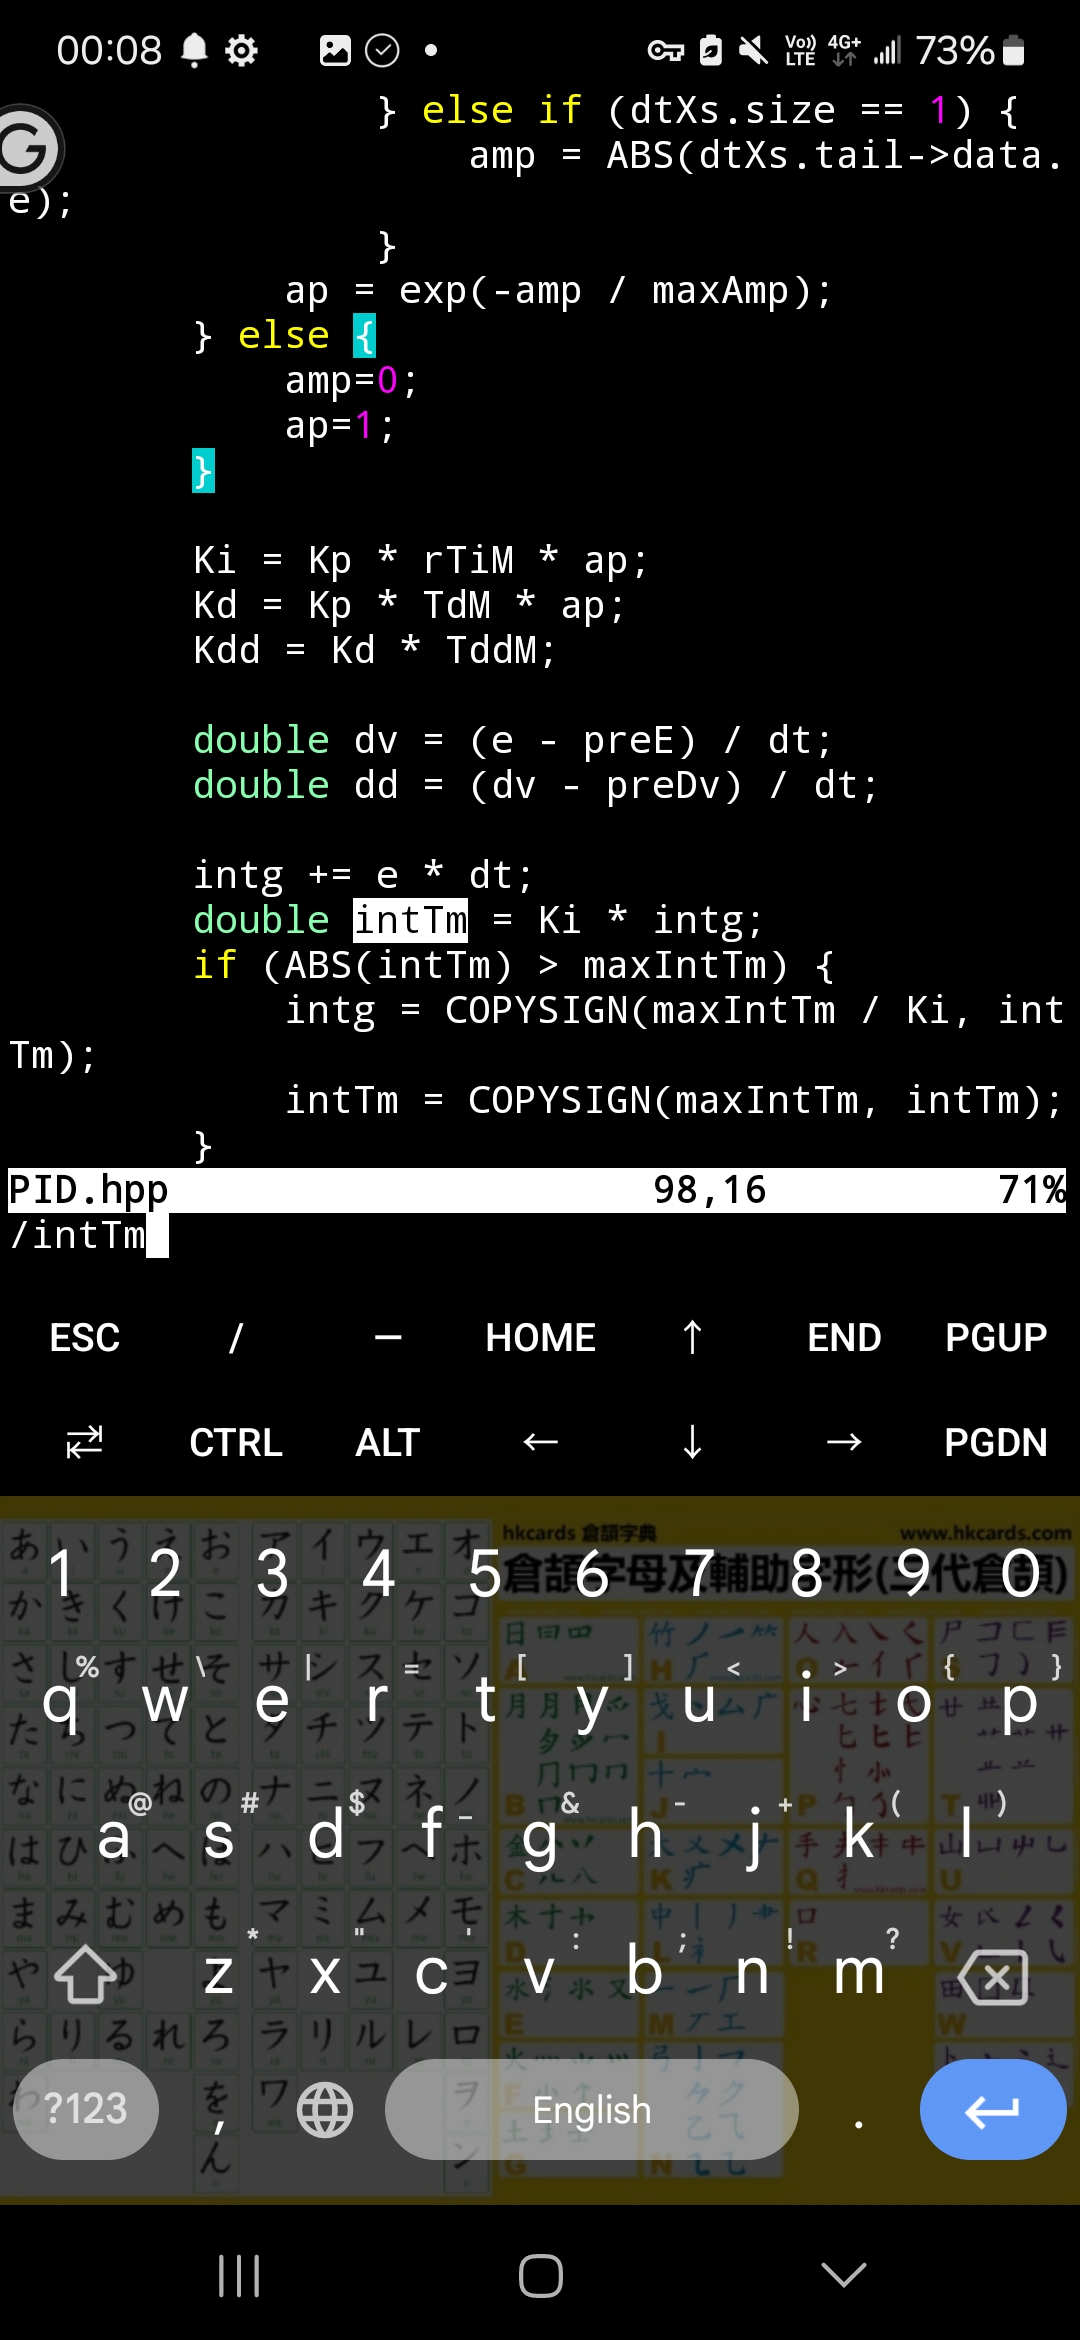 00:08 Vo)) LTE 4G+ 73%
G
} else if (dtXs.size == 1) {
amp = ABS(dtXs.tail->data.
e);
}
ap = exp(-amp / maxAmp);
} else {
amp=0;
ap=1;
}
Ki = Kp * rTiM * ap;
Kd = Kp * TdM * ap;
Kdd = Kd * TddM;
double dv = (e - preE) / dt;
double dd = (dv - preDv) / dt;
intg += e * dt;
double intTm = Ki * intg;
if (ABS(intTm) > maxIntTm) {
intg = COPYSIGN(maxIntTm / Ki, int
Tm);
intTm = COPYSIGN(maxIntTm, intTm);
}
PID.hpp 98,16 71%
/intTm
ESC / — HOME ↑ END PGUP
⇄ CTRL ALT ← ↓ → PGDN
hkcards 倉頡字典 www.hkcards.com
倉頡字母及輔助字形(五代倉頡)
1 2 3 4 5 6 7 8 9 0
% \ | = [ ] < > { }
q w e r t y u i o p
@ # $ _ & - + ( )
a s d f g h j k l
* " ' : ; ! ?
z x c v b n m
?123 , English .